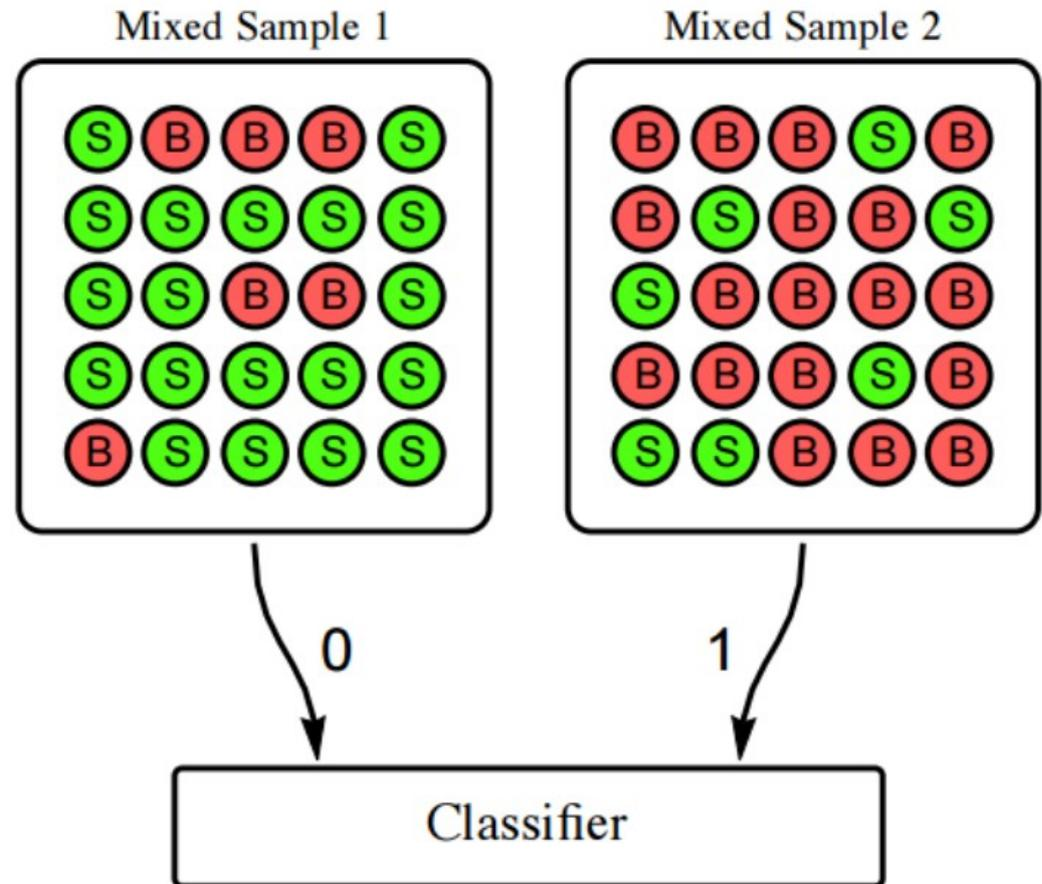 Mixed Sample 1
S B B B S
S S S S S
S S B B S
S S S S S
B S S S S
Mixed Sample 2
B B B S B
B S B B S
S B B B B
B B B S B
S S B B B
0
1
Classifier